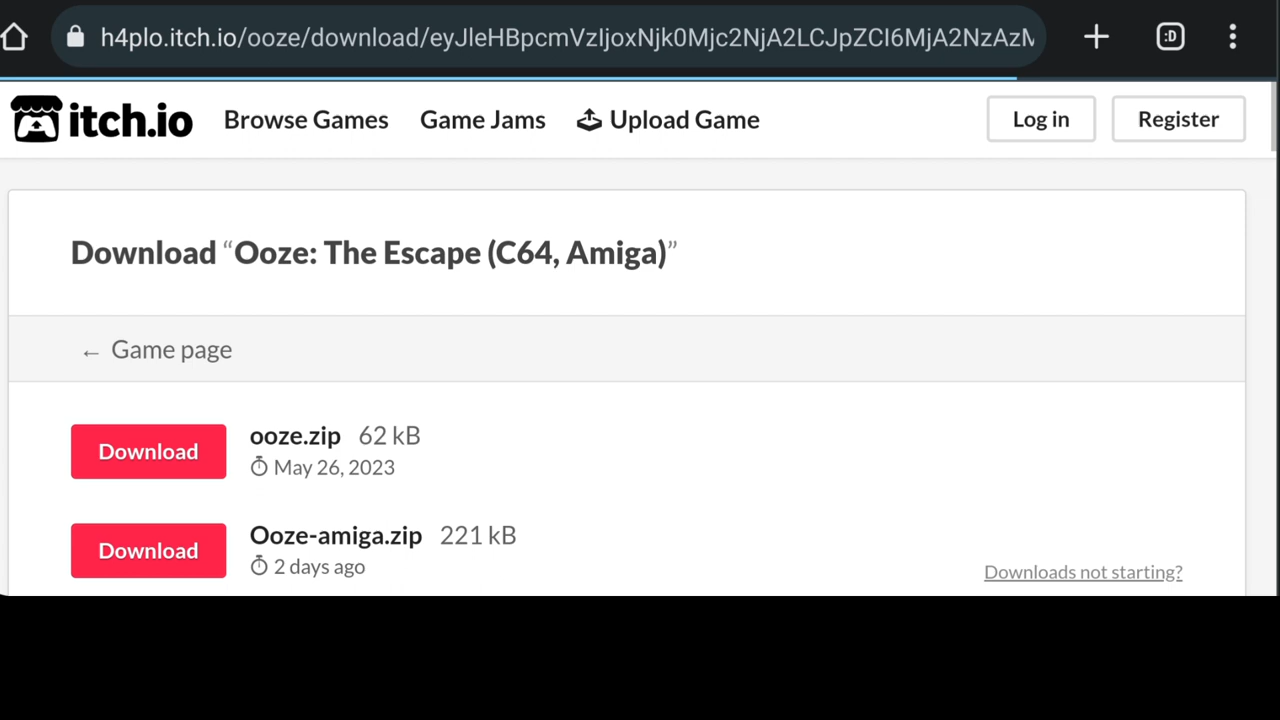 h4plo.itch.io/ooze/download/eyJleHBpcmVzIjoxNjk0Mjc2NjA2LCJpZCI6MjA2NzAzM
:D
itch.io
Browse Games
Game Jams
Upload Game
Log in
Register
Download “Ooze: The Escape (C64, Amiga)”
← Game page
Download
ooze.zip 62 kB
May 26, 2023
Download
Ooze-amiga.zip 221 kB
2 days ago
Downloads not starting?